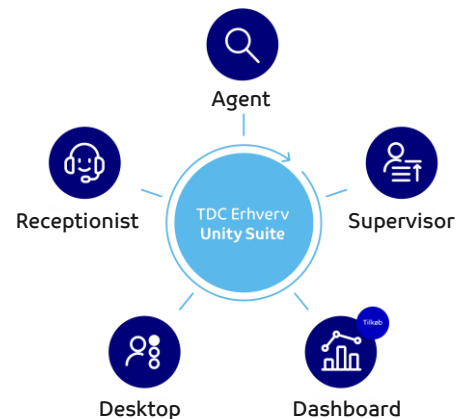 Agent
Receptionist
TDC Erhverv
Unity Suite
Supervisor
Tilkøb
Desktop
Dashboard